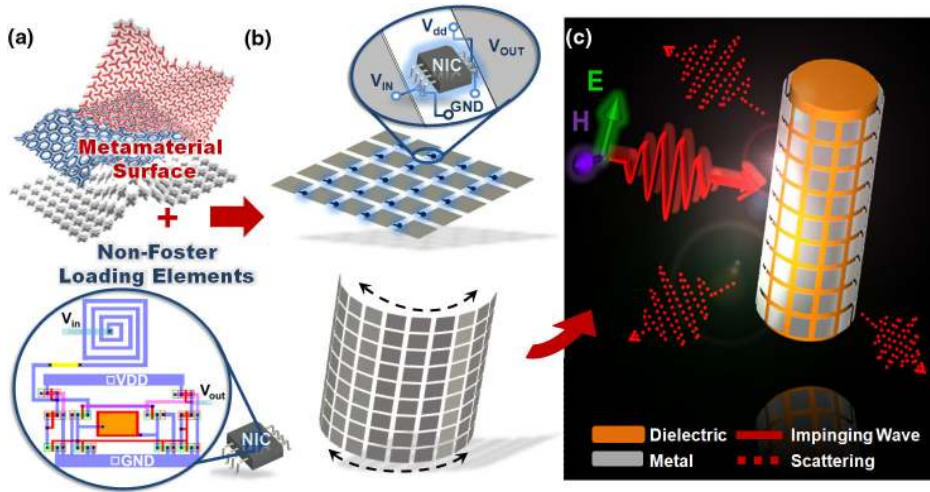 (a)
Metamaterial
Surface
+
Non-Foster
Loading Elements
Vin
VDD
Vout
GND
NIC
(b)
Vdd
VOUT
NIC
VIN
GND
(c)
E
H
Dielectric
Impinging Wave
Metal
Scattering